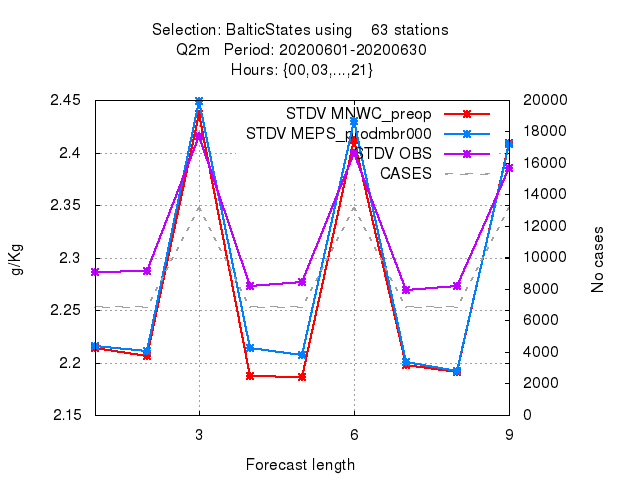 Selection: BalticStates using 63 stations
Q2m Period: 20200601-20200630
Hours: {00,03,...,21}
2.45 20000
STDV MNWC_preop
18000
STDV MEPS_prodmbr000
2.4 STDV OBS
16000
CASES
14000
2.35
12000
g/Kg
2.3 10000
No cases
8000
2.25
6000
4000
2.2
2000
2.15 0
3 6 9
Forecast length